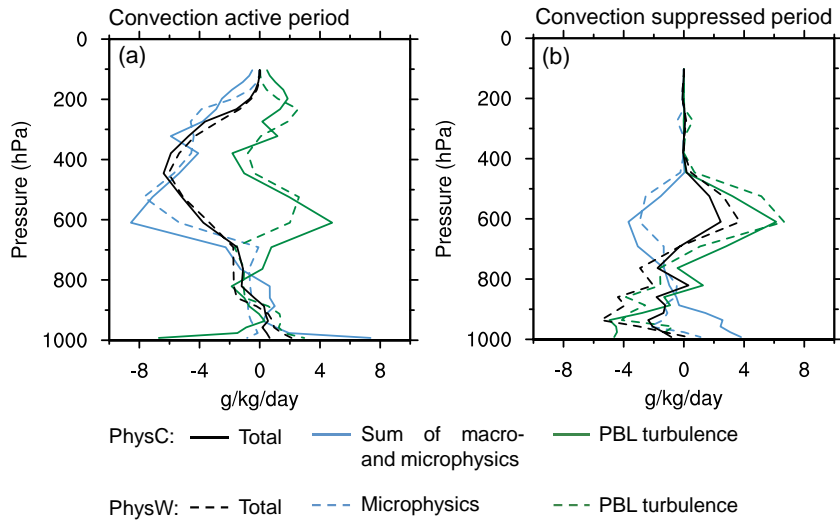 Convection active period
Convection suppressed period
(a)
(b)
0
200
400
600
800
1000
Pressure (hPa)
-8 -4 0 4 8
g/kg/day
0
200
400
600
800
1000
Pressure (hPa)
-8 -4 0 4 8
g/kg/day
PhysC: Total Sum of macro- PBL turbulence
and microphysics
PhysW: Total Microphysics PBL turbulence